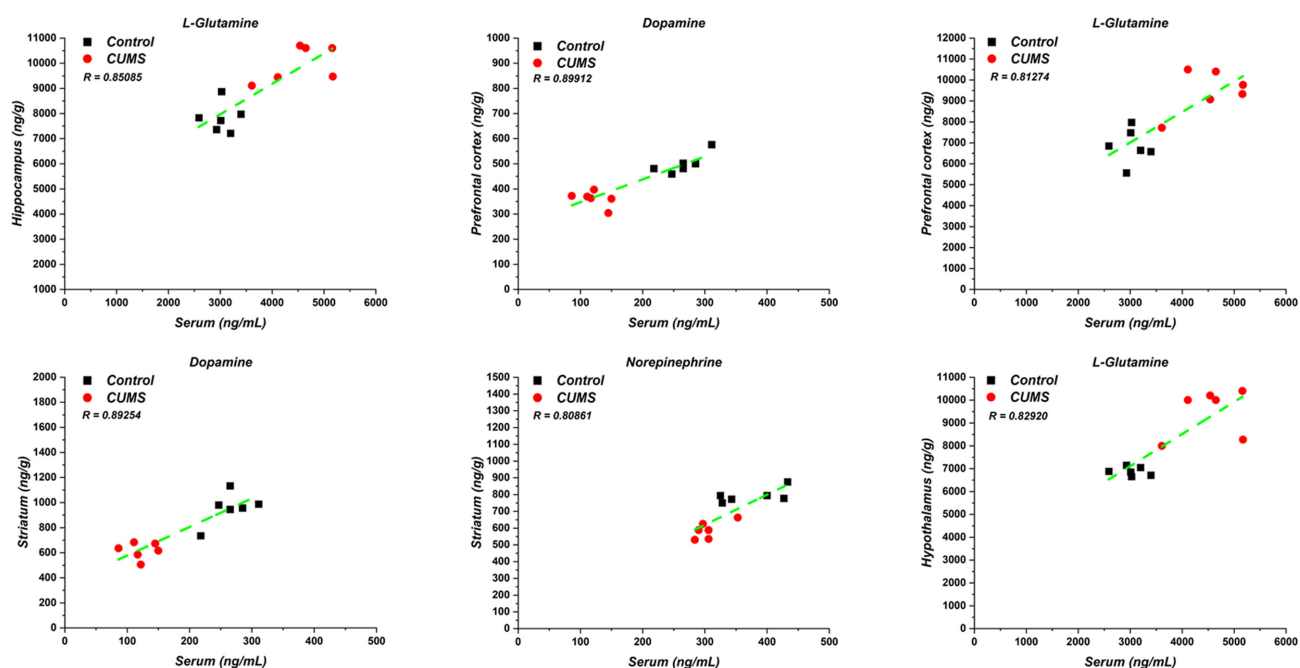 L-Glutamine
11000
10000
9000
8000
7000
6000
5000
4000
3000
2000
1000
Hippocampus (ng/g)
Control
CUMS
R = 0.85085
0 1000 2000 3000 4000 5000 6000
Serum (ng/mL)
Dopamine
1000
900
800
700
600
500
400
300
200
100
0
Prefrontal cortex (ng/g)
Control
CUMS
R = 0.89912
0 100 200 300 400 500
Serum (ng/mL)
L-Glutamine
12000
11000
10000
9000
8000
7000
6000
5000
4000
3000
2000
1000
0
Prefrontal cortex (ng/g)
Control
CUMS
R = 0.81274
0 1000 2000 3000 4000 5000 6000
Serum (ng/mL)
Dopamine
2000
1800
1600
1400
1200
1000
800
600
400
200
0
Striatum (ng/g)
Control
CUMS
R = 0.89254
0 100 200 300 400 500
Serum (ng/mL)
Norepinephrine
1500
1400
1300
1200
1100
1000
900
800
700
600
500
400
300
200
100
0
Striatum (ng/g)
Control
CUMS
R = 0.80861
0 100 200 300 400 500
Serum (ng/mL)
L-Glutamine
11000
10000
9000
8000
7000
6000
5000
4000
3000
2000
1000
0
Hypothalamus (ng/g)
Control
CUMS
R = 0.82920
0 1000 2000 3000 4000 5000 6000
Serum (ng/mL)